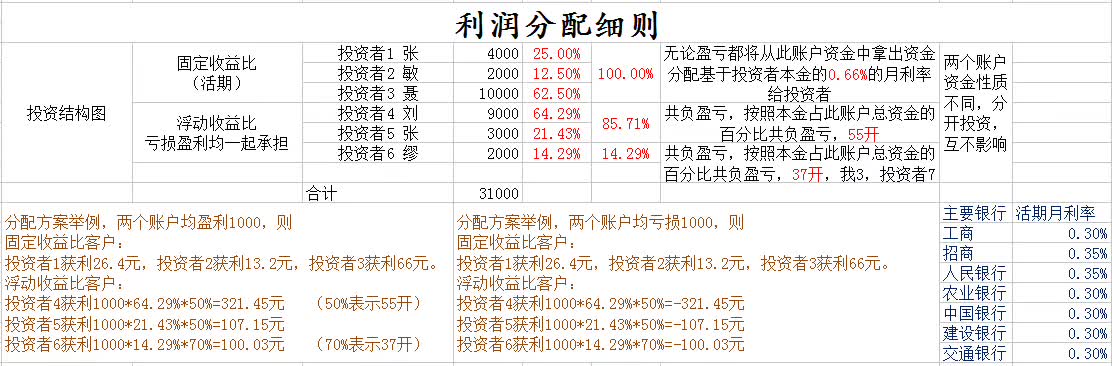 利润分配细则
投资结构图
固定收益比
（活期）
投资者1 张 4000 25.00%
投资者2 敏 2000 12.50%
投资者3 聂 10000 62.50%
100.00%
无论盈亏都将从此账户资金中拿出资金
分配基于投资者本金的0.66%的月利率
给投资者
浮动收益比
亏损盈利均一起承担
投资者4 刘 9000 64.29%
投资者5 张 3000 21.43%
85.71%
共负盈亏，按照本金占此账户总资金的
百分比共负盈亏，55开
投资者6 缪 2000 14.29% 14.29%
共负盈亏，按照本金占此账户总资金的
百分比共负盈亏，37开，我3，投资者7
两个账户
资金性质
不同，分
开投资，
互不影响
合计 31000
分配方案举例，两个账户均盈利1000，则
固定收益比客户：
投资者1获利26.4元，投资者2获利13.2元，投资者3获利66元。
浮动收益比客户：
投资者4获利1000*64.29%*50%=321.45元 （50%表示55开）
投资者5获利1000*21.43%*50%=107.15元
投资者6获利1000*14.29%*70%=100.03元 （70%表示37开）
分配方案举例，两个账户均亏损1000，则
固定收益比客户：
投资者1获利26.4元，投资者2获利13.2元，投资者3获利66元。
浮动收益比客户：
投资者4获利1000*64.29%*50%=-321.45元
投资者5获利1000*21.43%*50%=-107.15元
投资者6获利1000*14.29%*70%=-100.03元
主要银行 活期月利率
工商 0.30%
招商 0.35%
人民银行 0.35%
农业银行 0.30%
中国银行 0.30%
建设银行 0.30%
交通银行 0.30%